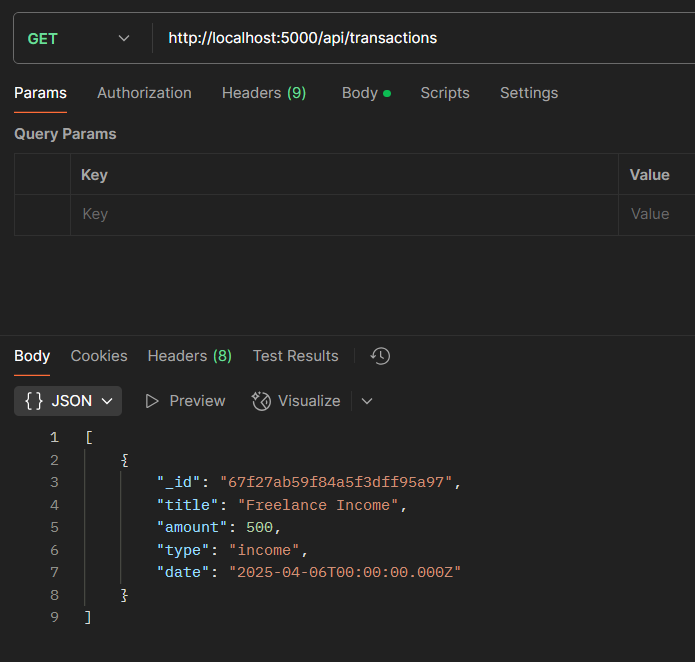 GET http://localhost:5000/api/transactions
Params Authorization Headers (9) Body Scripts Settings
Query Params
Key Value
Key Value
Body Cookies Headers (8) Test Results
{} JSON Preview Visualize
1 [
2 {
3 "_id": "67f27ab59f84a5f3dff95a97",
4 "title": "Freelance Income",
5 "amount": 500,
6 "type": "income",
7 "date": "2025-04-06T00:00:00.000Z"
8 }
9 ]